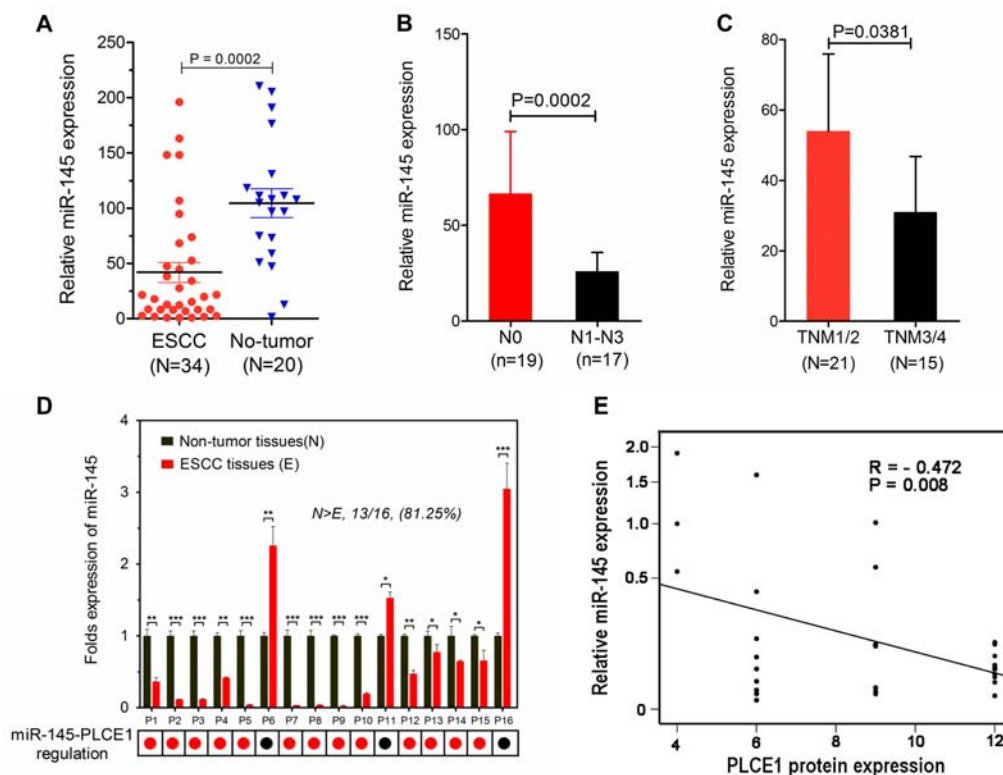 A
P = 0.0002
Relative miR-145 expression
250
200
150
100
50
0
ESCC
(N=34)
No-tumor
(N=20)
B
P=0.0002
Relative miR-145 expression
150
100
50
0
N0
(n=19)
N1-N3
(n=17)
C
P=0.0381
Relative miR-145 expression
80
60
40
20
0
TNM1/2
(N=21)
TNM3/4
(N=15)
D
Non-tumor tissues(N)
ESCC tissues (E)
N>E, 13/16, (81.25%)
Folds expression of miR-145
4
3
2
1
0
** *** *** ** *** ** *** *** *** *** * ** * * * ***
P1 P2 P3 P4 P5 P6 P7 P8 P9 P10 P11 P12 P13 P14 P15 P16
miR-145-PLCE1
regulation
E
R = - 0.472
P = 0.008
Relative miR-145 expression
2.0
1.5
1.0
0.5
0
4 6 8 10 12
PLCE1 protein expression